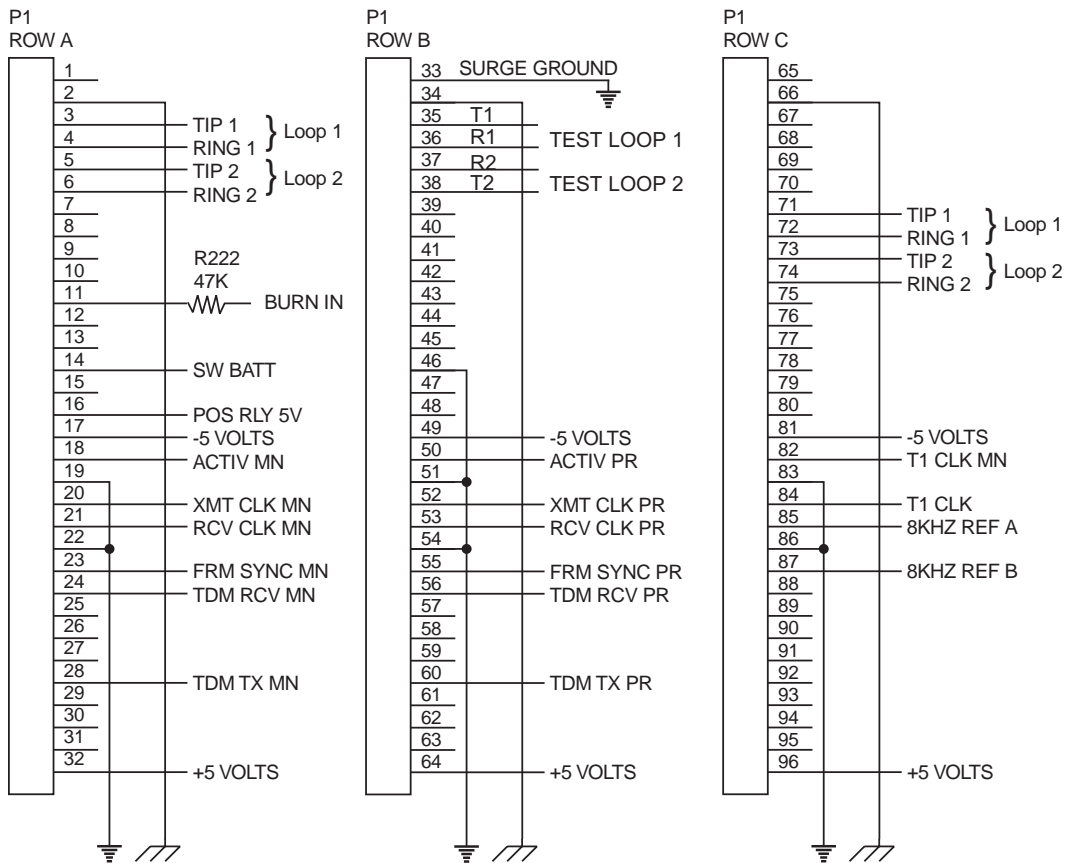 P1
ROW A
1
2
3 TIP 1
4 RING 1
} Loop 1
5 TIP 2
6 RING 2
} Loop 2
7
8
9
10
R222
47K
11 BURN IN
12
13
14 SW BATT
15
16 POS RLY 5V
17 -5 VOLTS
18 ACTIV MN
19
20 XMT CLK MN
21 RCV CLK MN
22
23 FRM SYNC MN
24 TDM RCV MN
25
26
27
28 TDM TX MN
29
30
31
32 +5 VOLTS
P1
ROW B
33 SURGE GROUND
34
35 T1
36 R1
TEST LOOP 1
37 R2
38 T2
TEST LOOP 2
39
40
41
42
43
44
45
46
47
48
49 -5 VOLTS
50 ACTIV PR
51
52 XMT CLK PR
53 RCV CLK PR
54
55 FRM SYNC PR
56 TDM RCV PR
57
58
59
60 TDM TX PR
61
62
63
64 +5 VOLTS
P1
ROW C
65
66
67
68
69
70
71 TIP 1
72 RING 1
} Loop 1
73 TIP 2
74 RING 2
} Loop 2
75
76
77
78
79
80
81 -5 VOLTS
82 T1 CLK MN
83
84 T1 CLK
85 8KHZ REF A
86
87 8KHZ REF B
88
89
90
91
92
93
94
95
96 +5 VOLTS